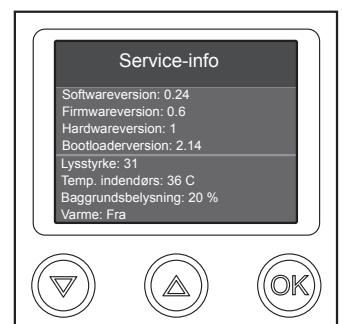 Service-info
Softwareversion: 0.24
Firmwareversion: 0.6
Hardwareversion: 1
Bootloaderversion: 2.14
Lysstyrke: 31
Temp. indendørs: 36 C
Baggrundsbelysning: 20 %
Varme: Fra
OK